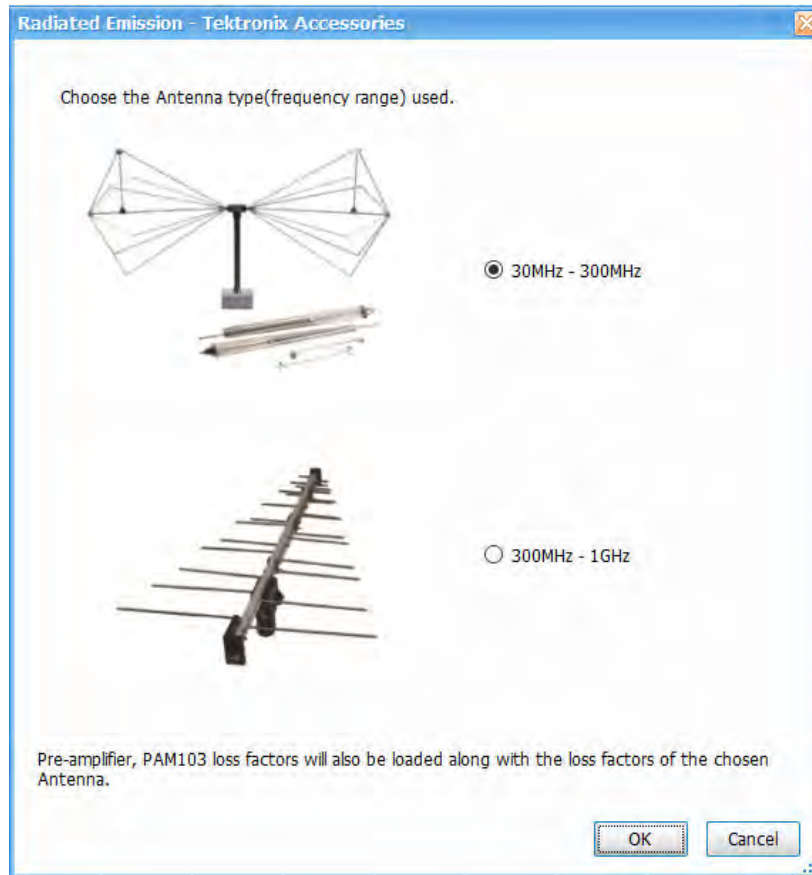 Radiated Emission - Tektronix Accessories
Choose the Antenna type(frequency range) used.
30MHz - 300MHz
300MHz - 1GHz
Pre-amplifier, PAM103 loss factors will also be loaded along with the loss factors of the chosen
Antenna.
OK Cancel